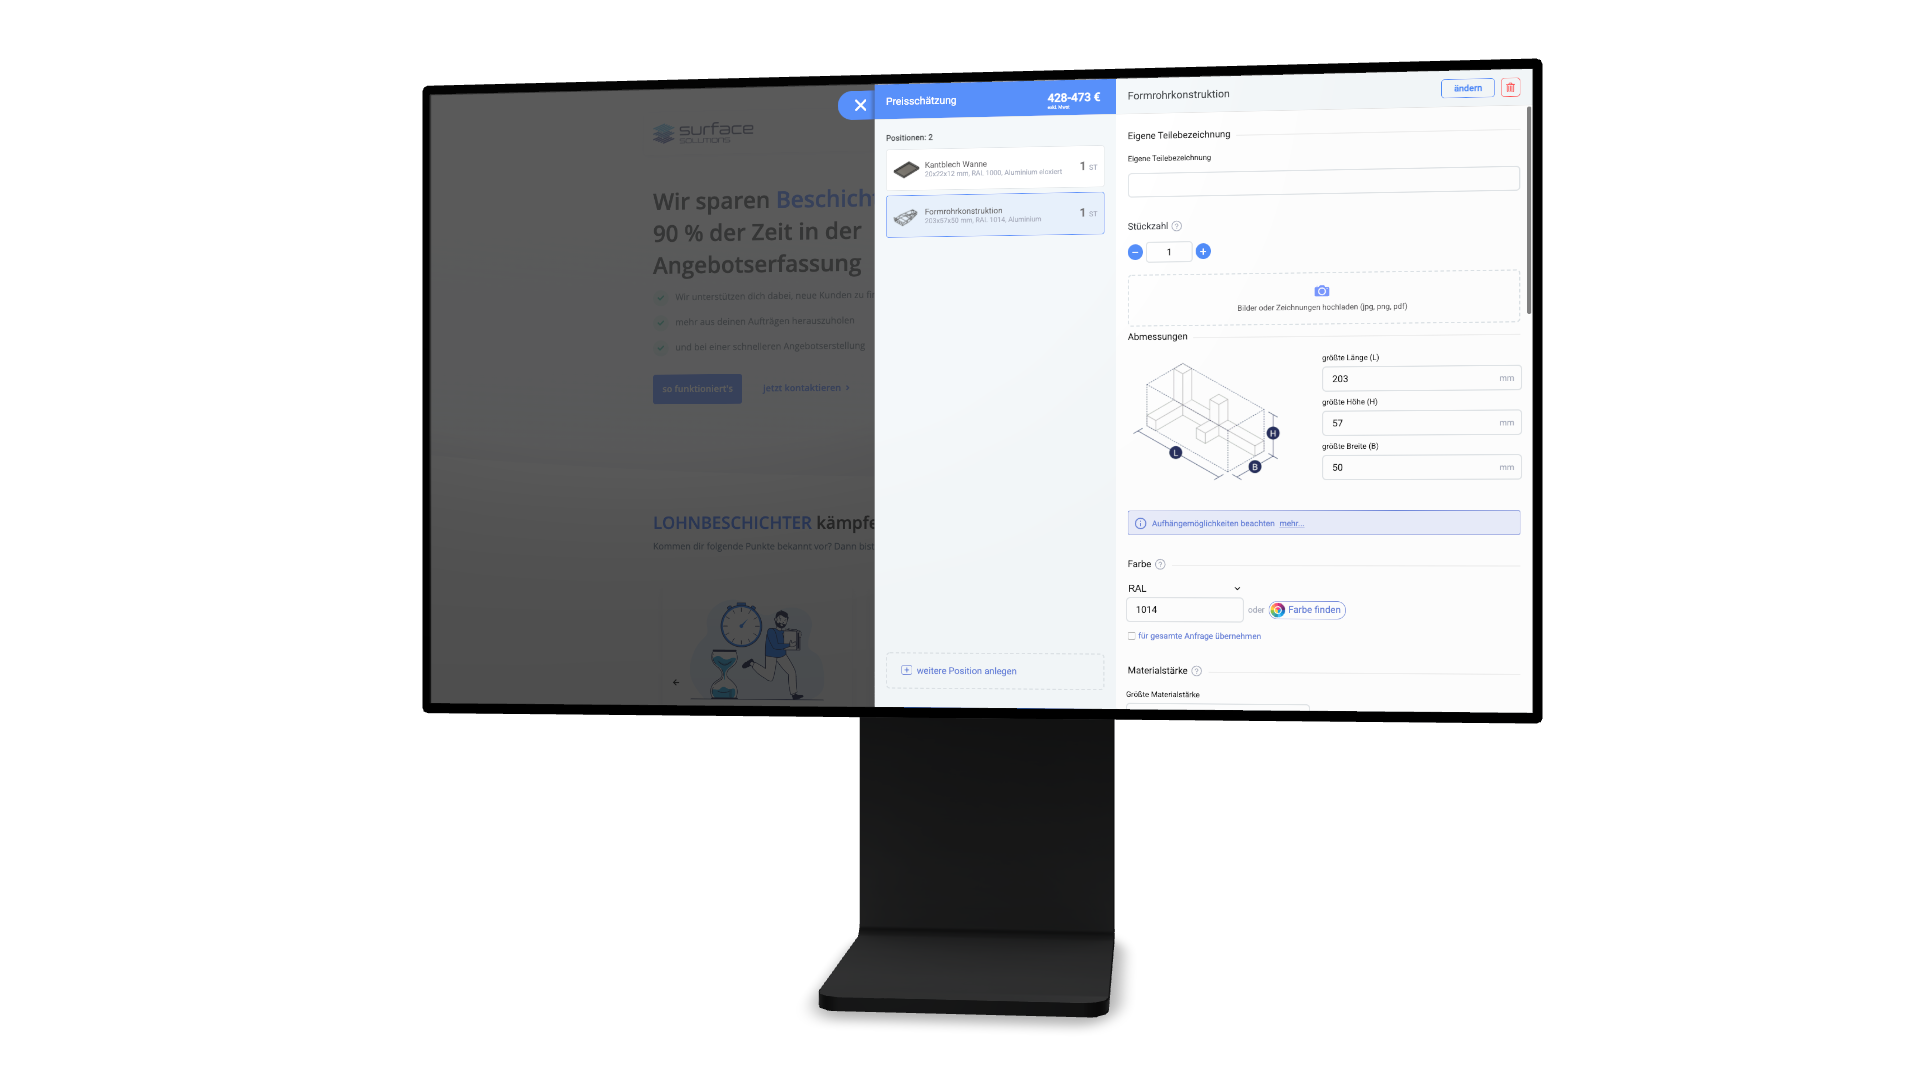 surface
SOLUTIONS
Wir sparen Beschich
90 % der Zeit in der
Angebotserfassung
Wir unterstützen dich dabei, neue Kunden zu fi
mehr aus deinen Aufträgen herauszuholen
und bei einer schnelleren Angebotserstellung
so funktioniert's
jetzt kontaktieren
LOHNBESCHICHTER kämpfe
Kommen dir folgende Punkte bekannt vor? Dann bist
Preisschätzung
428-473 €
exkl. Mwst
Positionen: 2
Kantblech Wanne
20x22x12 mm, RAL 1000, Aluminium eloxiert
1 ST
Formrohrkonstruktion
203x57x50 mm, RAL 1014, Aluminium
1 ST
weitere Position anlegen
Formrohrkonstruktion
ändern
Eigene Teilebezeichnung
Eigene Teilebezeichnung
Stückzahl ?
− 1 +
Bilder oder Zeichnungen hochladen (jpg, png, pdf)
Abmessungen
L
B
H
größte Länge (L)
203 mm
größte Höhe (H)
57 mm
größte Breite (B)
50 mm
Aufhängemöglichkeiten beachten mehr...
Farbe ?
RAL
1014
oder
Farbe finden
für gesamte Anfrage übernehmen
Materialstärke ?
Größte Materialstärke